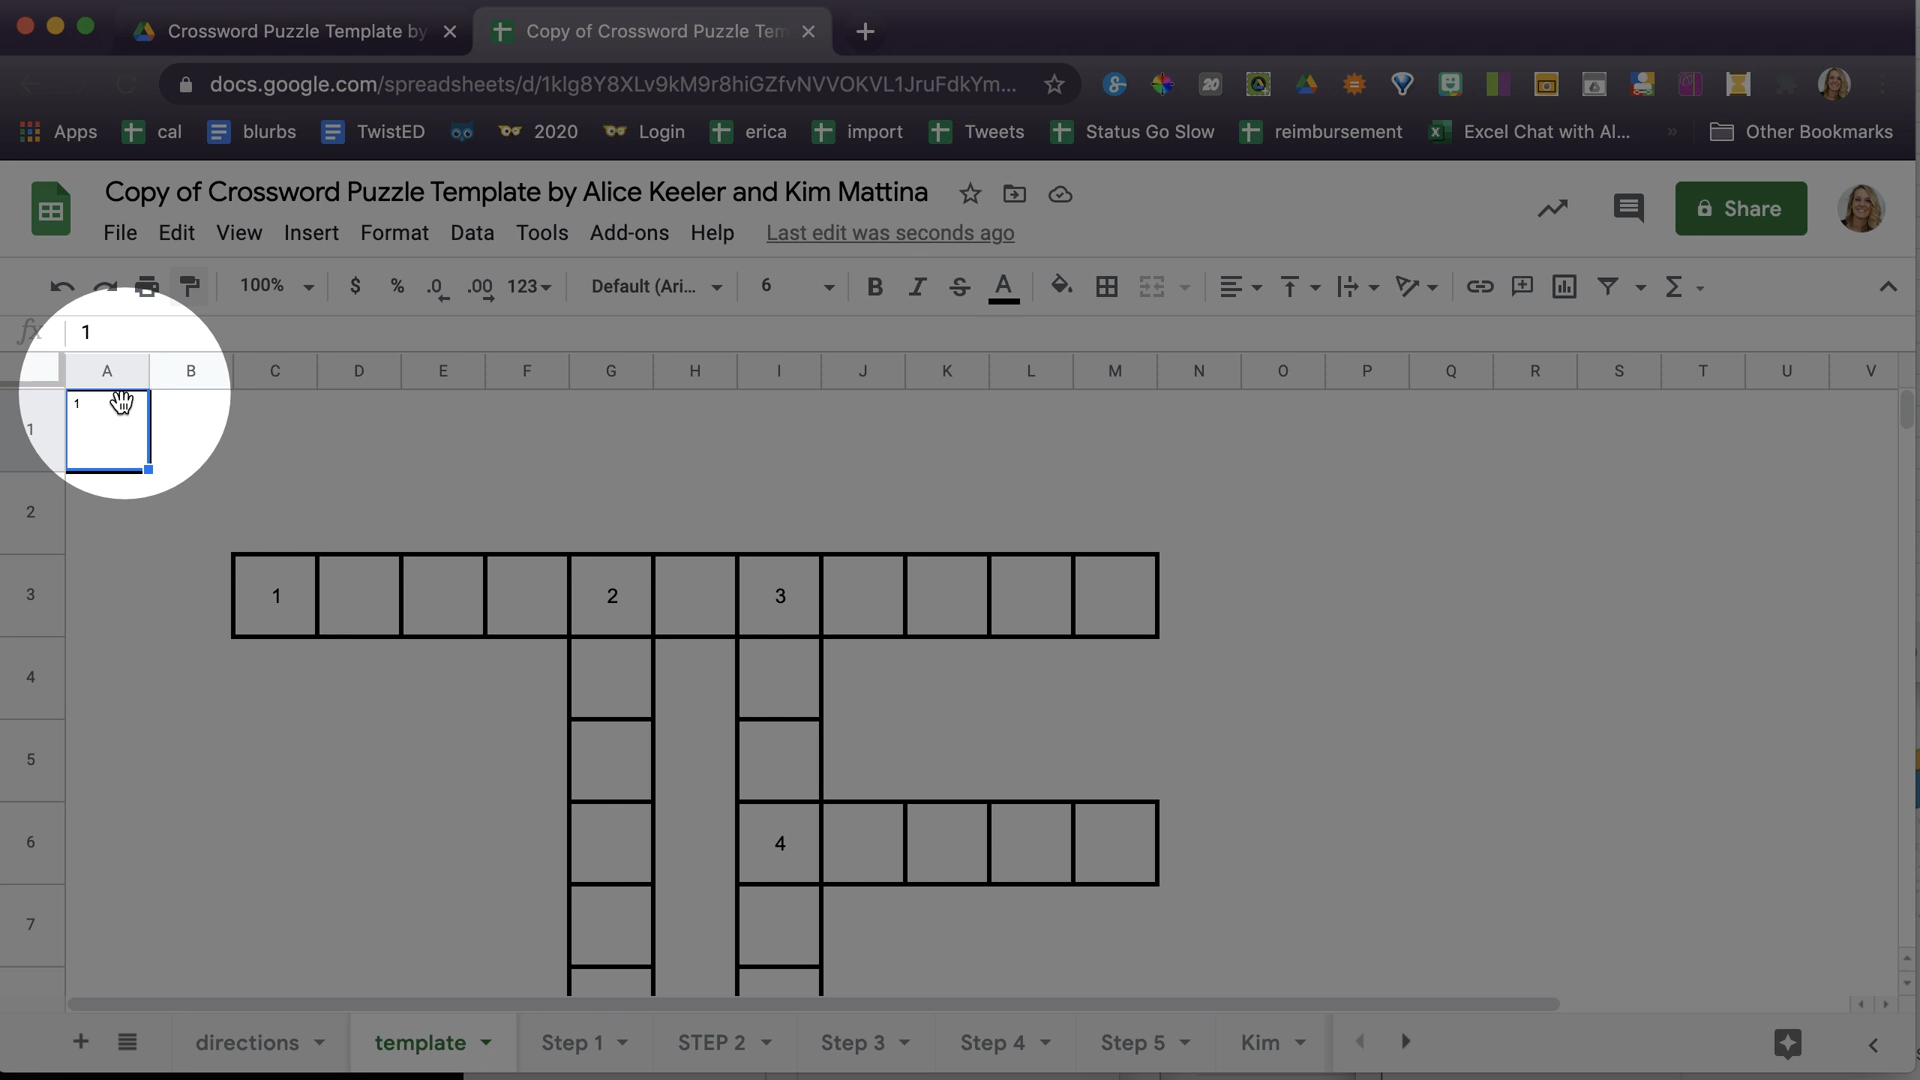 Crossword Puzzle Template by
Copy of Crossword Puzzle Tem
docs.google.com/spreadsheets/d/1klg8Y8XLv9kM9r8hiGZfvNVVOKVL1JruFdkYm...
20
Apps cal blurbs TwistED 2020 Login erica import Tweets Status Go Slow reimbursement Excel Chat with Al... » Other Bookmarks
Copy of Crossword Puzzle Template by Alice Keeler and Kim Mattina
Share
File Edit View Insert Format Data Tools Add-ons Help Last edit was seconds ago
100% $ % .0 .00 123 Default (Ari... 6 B I S A Σ
fx 1
A B C D E F G H I J K L M N O P Q R S T U V
1 1
2
3 1 2 3
4
5
6 4
7
+ directions template Step 1 STEP 2 Step 3 Step 4 Step 5 Kim